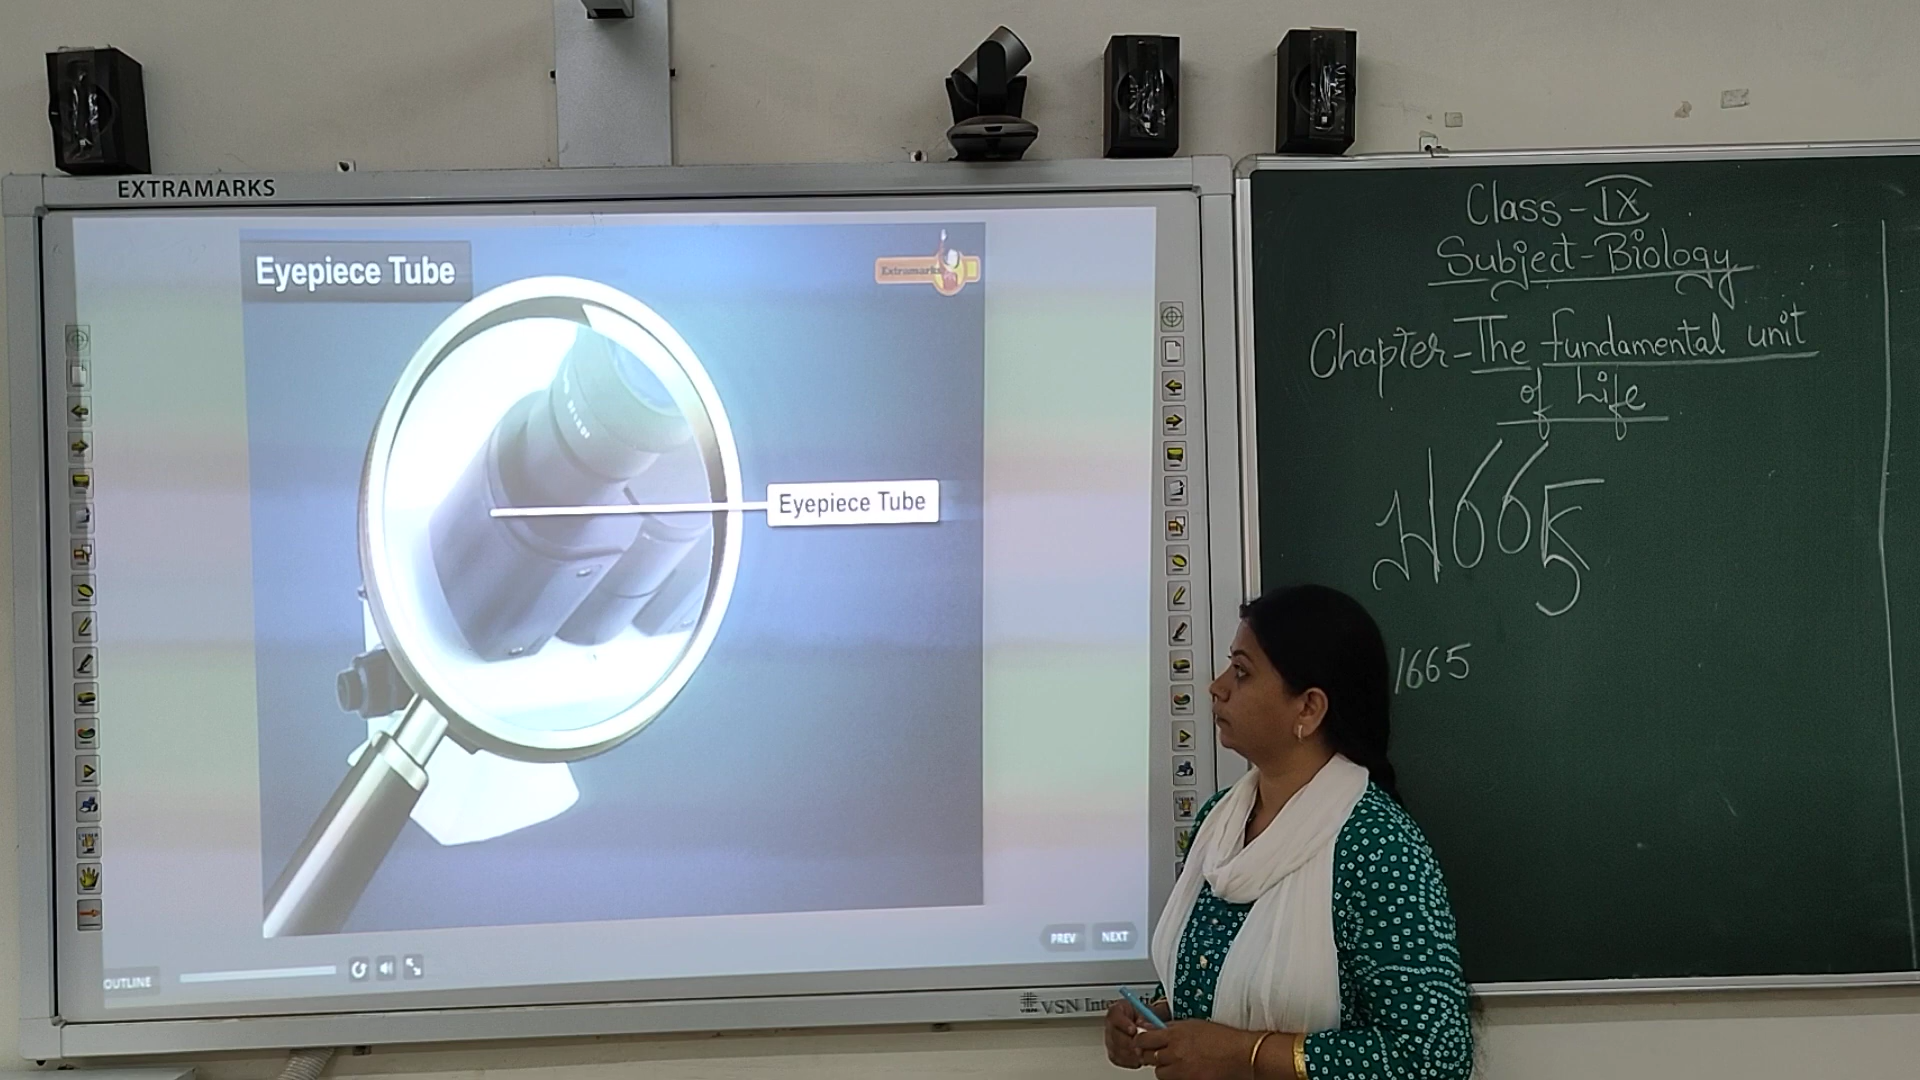 EXTRAMARKS
Eyepiece Tube
Extramarks
Eyepiece Tube
PREV NEXT
OUTLINE
VSN
Class-IX
Subject-Biology
Chapter-The fundamental unit
of Life
1665